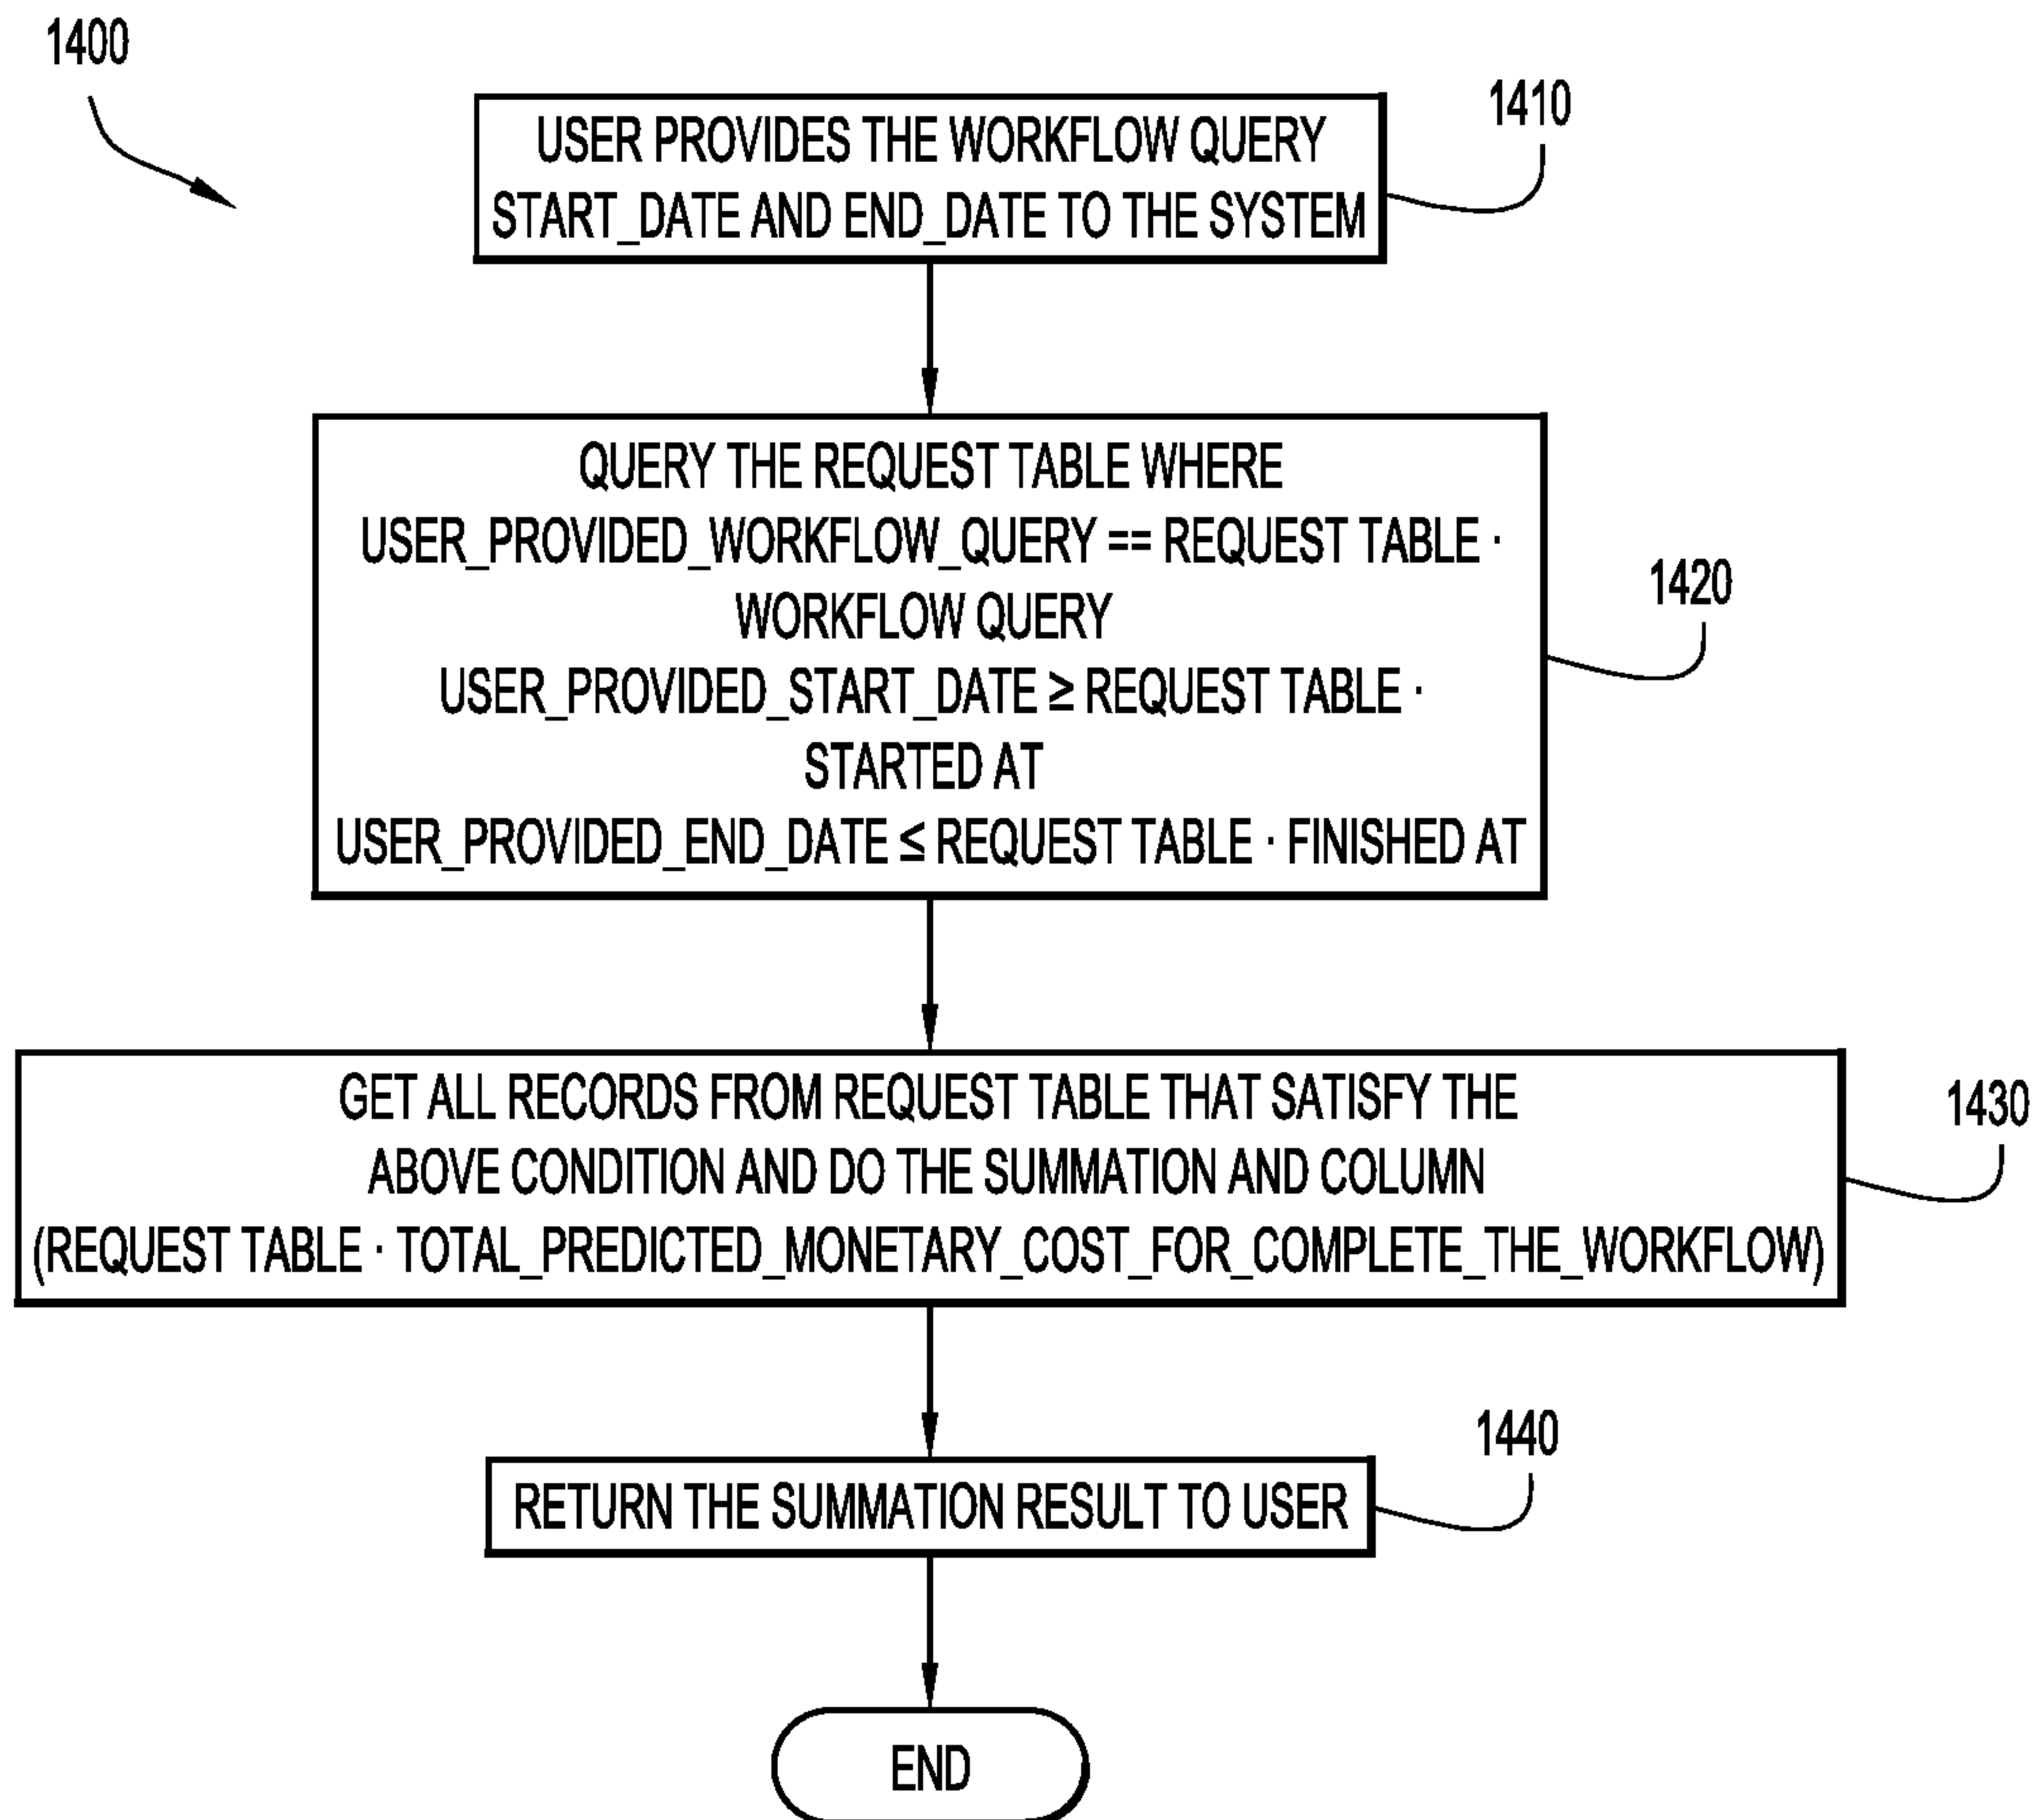 1400
1410
USER PROVIDES THE WORKFLOW QUERY
START_DATE AND END_DATE TO THE SYSTEM
QUERY THE REQUEST TABLE WHERE
USER_PROVIDED_WORKFLOW_QUERY == REQUEST TABLE ·
WORKFLOW QUERY
USER_PROVIDED_START_DATE ≥ REQUEST TABLE ·
STARTED AT
USER_PROVIDED_END_DATE ≤ REQUEST TABLE · FINISHED AT
1420
GET ALL RECORDS FROM REQUEST TABLE THAT SATISFY THE
ABOVE CONDITION AND DO THE SUMMATION AND COLUMN
(REQUEST TABLE · TOTAL_PREDICTED_MONETARY_COST_FOR_COMPLETE_THE_WORKFLOW)
1430
RETURN THE SUMMATION RESULT TO USER
1440
END